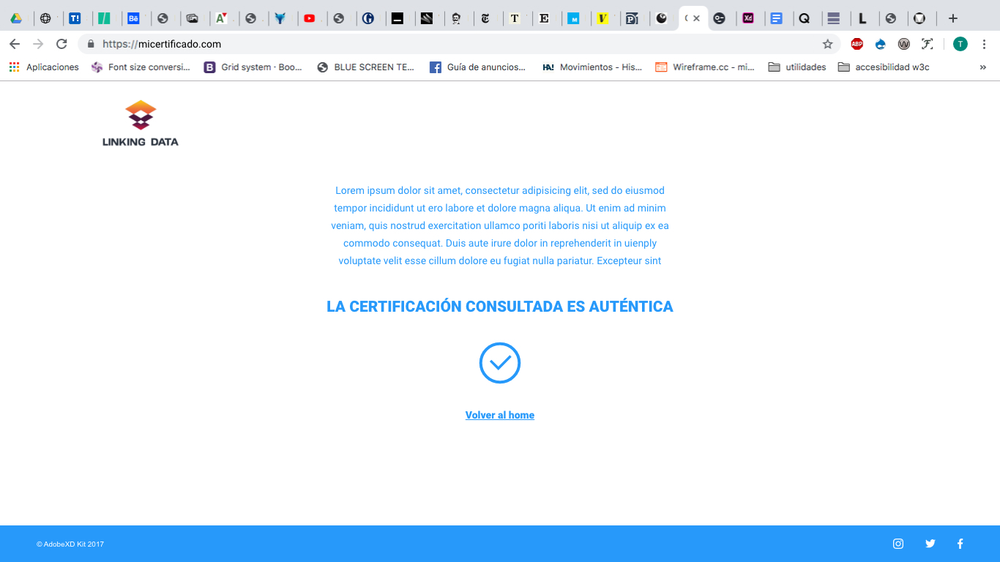 https://micertificado.com
ABP
T
Aplicaciones
Font size conversi...
Grid system · Boo...
BLUE SCREEN TE...
Guía de anuncios...
HA!
Movimientos - His...
Wireframe.cc - mi...
utilidades
accesibilidad w3c
LINKING DATA
Lorem ipsum dolor sit amet, consectetur adipisicing elit, sed do eiusmod
tempor incididunt ut ero labore et dolore magna aliqua. Ut enim ad minim
veniam, quis nostrud exercitation ullamco poriti laboris nisi ut aliquip ex ea
commodo consequat. Duis aute irure dolor in reprehenderit in uienply
voluptate velit esse cillum dolore eu fugiat nulla pariatur. Excepteur sint
LA CERTIFICACIÓN CONSULTADA ES AUTÉNTICA
Volver al home
© AdobeXD Kit 2017